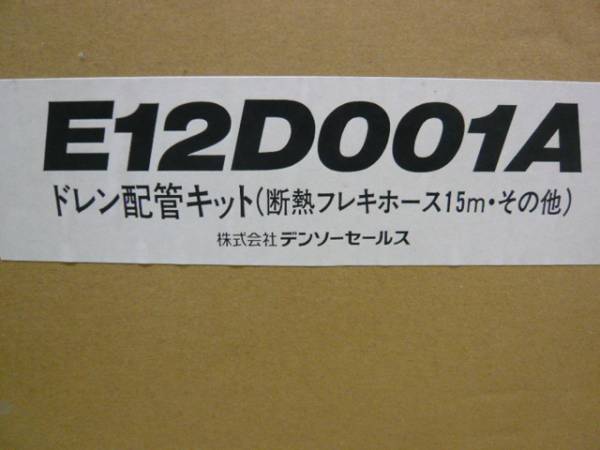 E12D001A
ドレン配管キット(断熱フレキホース15m・その他)
株式会社デンソーセールス